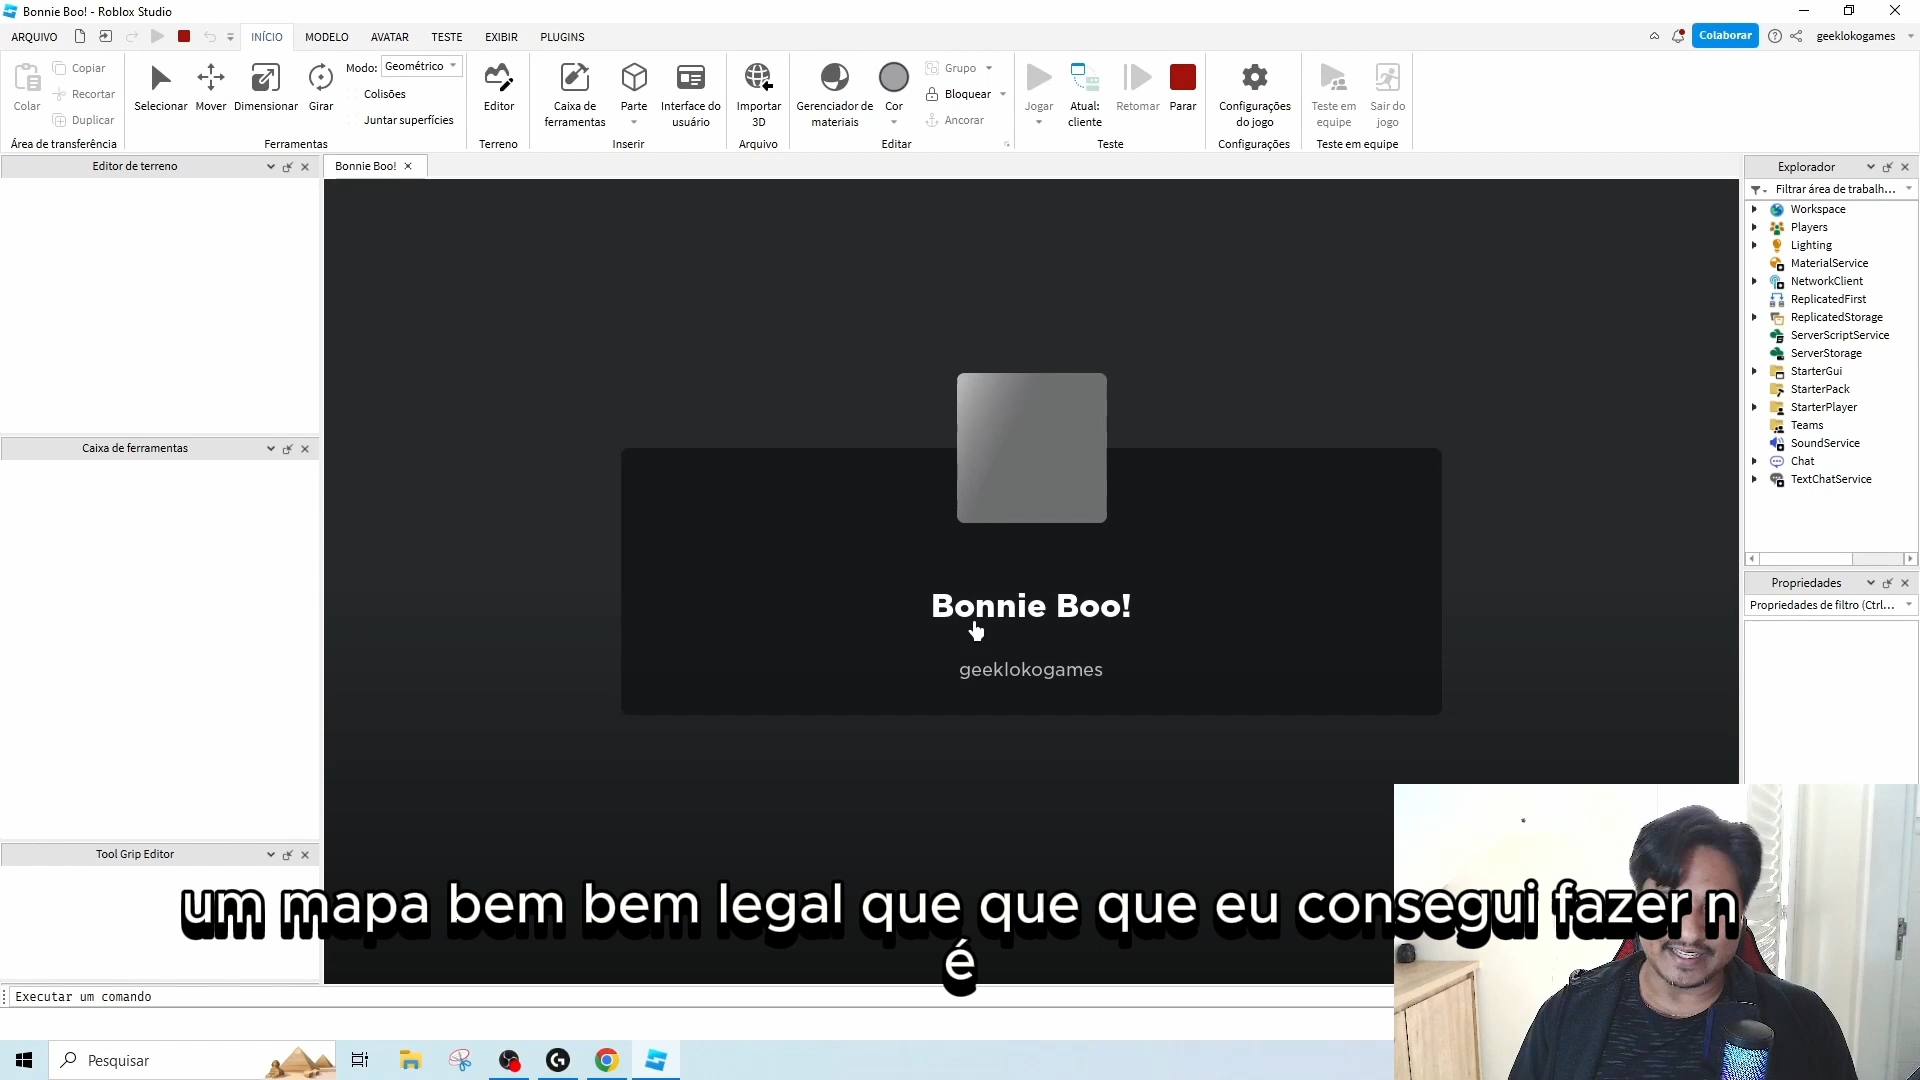 Bonnie Boo! - Roblox Studio
ARQUIVO
INÍCIO MODELO AVATAR TESTE EXIBIR PLUGINS
Colaborar
geeklokogames
Colar
Copiar
Recortar
Duplicar
Área de transferência
Selecionar Mover Dimensionar Girar
Modo: Geométrico
Colisões
Juntar superfícies
Ferramentas
Editor
Terreno
Caixa de
ferramentas
Parte
Interface do
usuário
Inserir
Importar
3D
Arquivo
Gerenciador de
materiais
Cor
Grupo
Bloquear
Ancorar
Editar
Jogar
Atual:
cliente
Retomar
Parar
Teste
Configurações
do jogo
Configurações
Teste em
equipe
Sair do
jogo
Teste em equipe
Editor de terreno
Caixa de ferramentas
Tool Grip Editor
Bonnie Boo!
Bonnie Boo!
geeklokogames
Explorador
Filtrar área de trabalh...
Workspace
Players
Lighting
MaterialService
NetworkClient
ReplicatedFirst
ReplicatedStorage
ServerScriptService
ServerStorage
StarterGui
StarterPack
StarterPlayer
Teams
SoundService
Chat
TextChatService
Propriedades
Propriedades de filtro (Ctrl...
um mapa bem bem legal que que que eu consegui fazer n
é
Executar um comando
Pesquisar